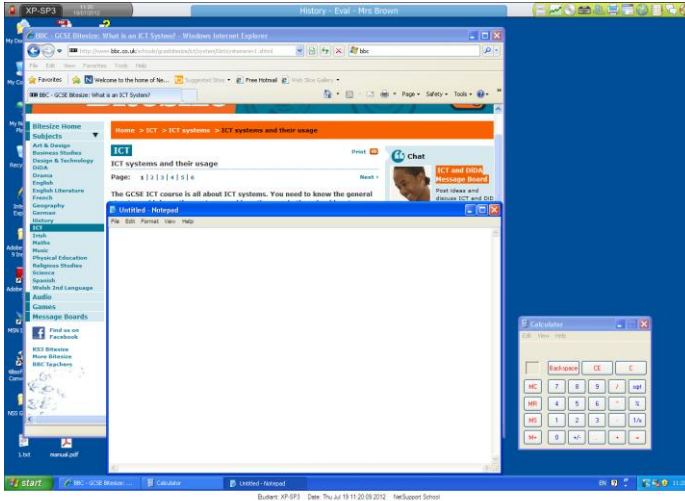 XP-SP3
11:20
19/07/2012
History - Eval - Mrs Brown
BBC - GCSE Bitesize: What is an ICT System? - Windows Internet Explorer
bbc
File Edit View Favorites Tools Help
Favorites Welcome to the home of Ne... Suggested Sites Free Hotmail Web Slice Gallery
BBC - GCSE Bitesize: What is an ICT System?
Page Safety Tools
Bitesize Home
Subjects
Art & Design
Business Studies
Design & Technology
DiDA
Drama
English
English Literature
French
Geography
German
History
ICT
Irish
Maths
Music
Physical Education
Religious Studies
Science
Spanish
Welsh 2nd Language
Audio
Games
Message Boards
Find us on
Facebook
KS3 Bitesize
More Bitesize
BBC Teachers
Home > ICT > ICT systems > ICT systems and their usage
ICT
Print
ICT systems and their usage
Page: 1 | 2 | 3 | 4 | 5 | 6
Next
The GCSE ICT course is all about ICT systems. You need to know the general
Chat
ICT and DiDA
Message Board
Post ideas and
discuss ICT and DiD
Untitled - Notepad
File Edit Format View Help
Calculator
Edit View Help
Backspace CE C
MC 7 8 9 / sqrt
MR 4 5 6 * %
MS 1 2 3 - 1/x
M+ 0 +/- . + =
1.txt
manual.pdf
start
BBC - GCSE Bitesize: ...
Calculator
Untitled - Notepad
EN
Student: XP-SP3 Date: Thu Jul 19 11:20:09 2012 NetSupport School